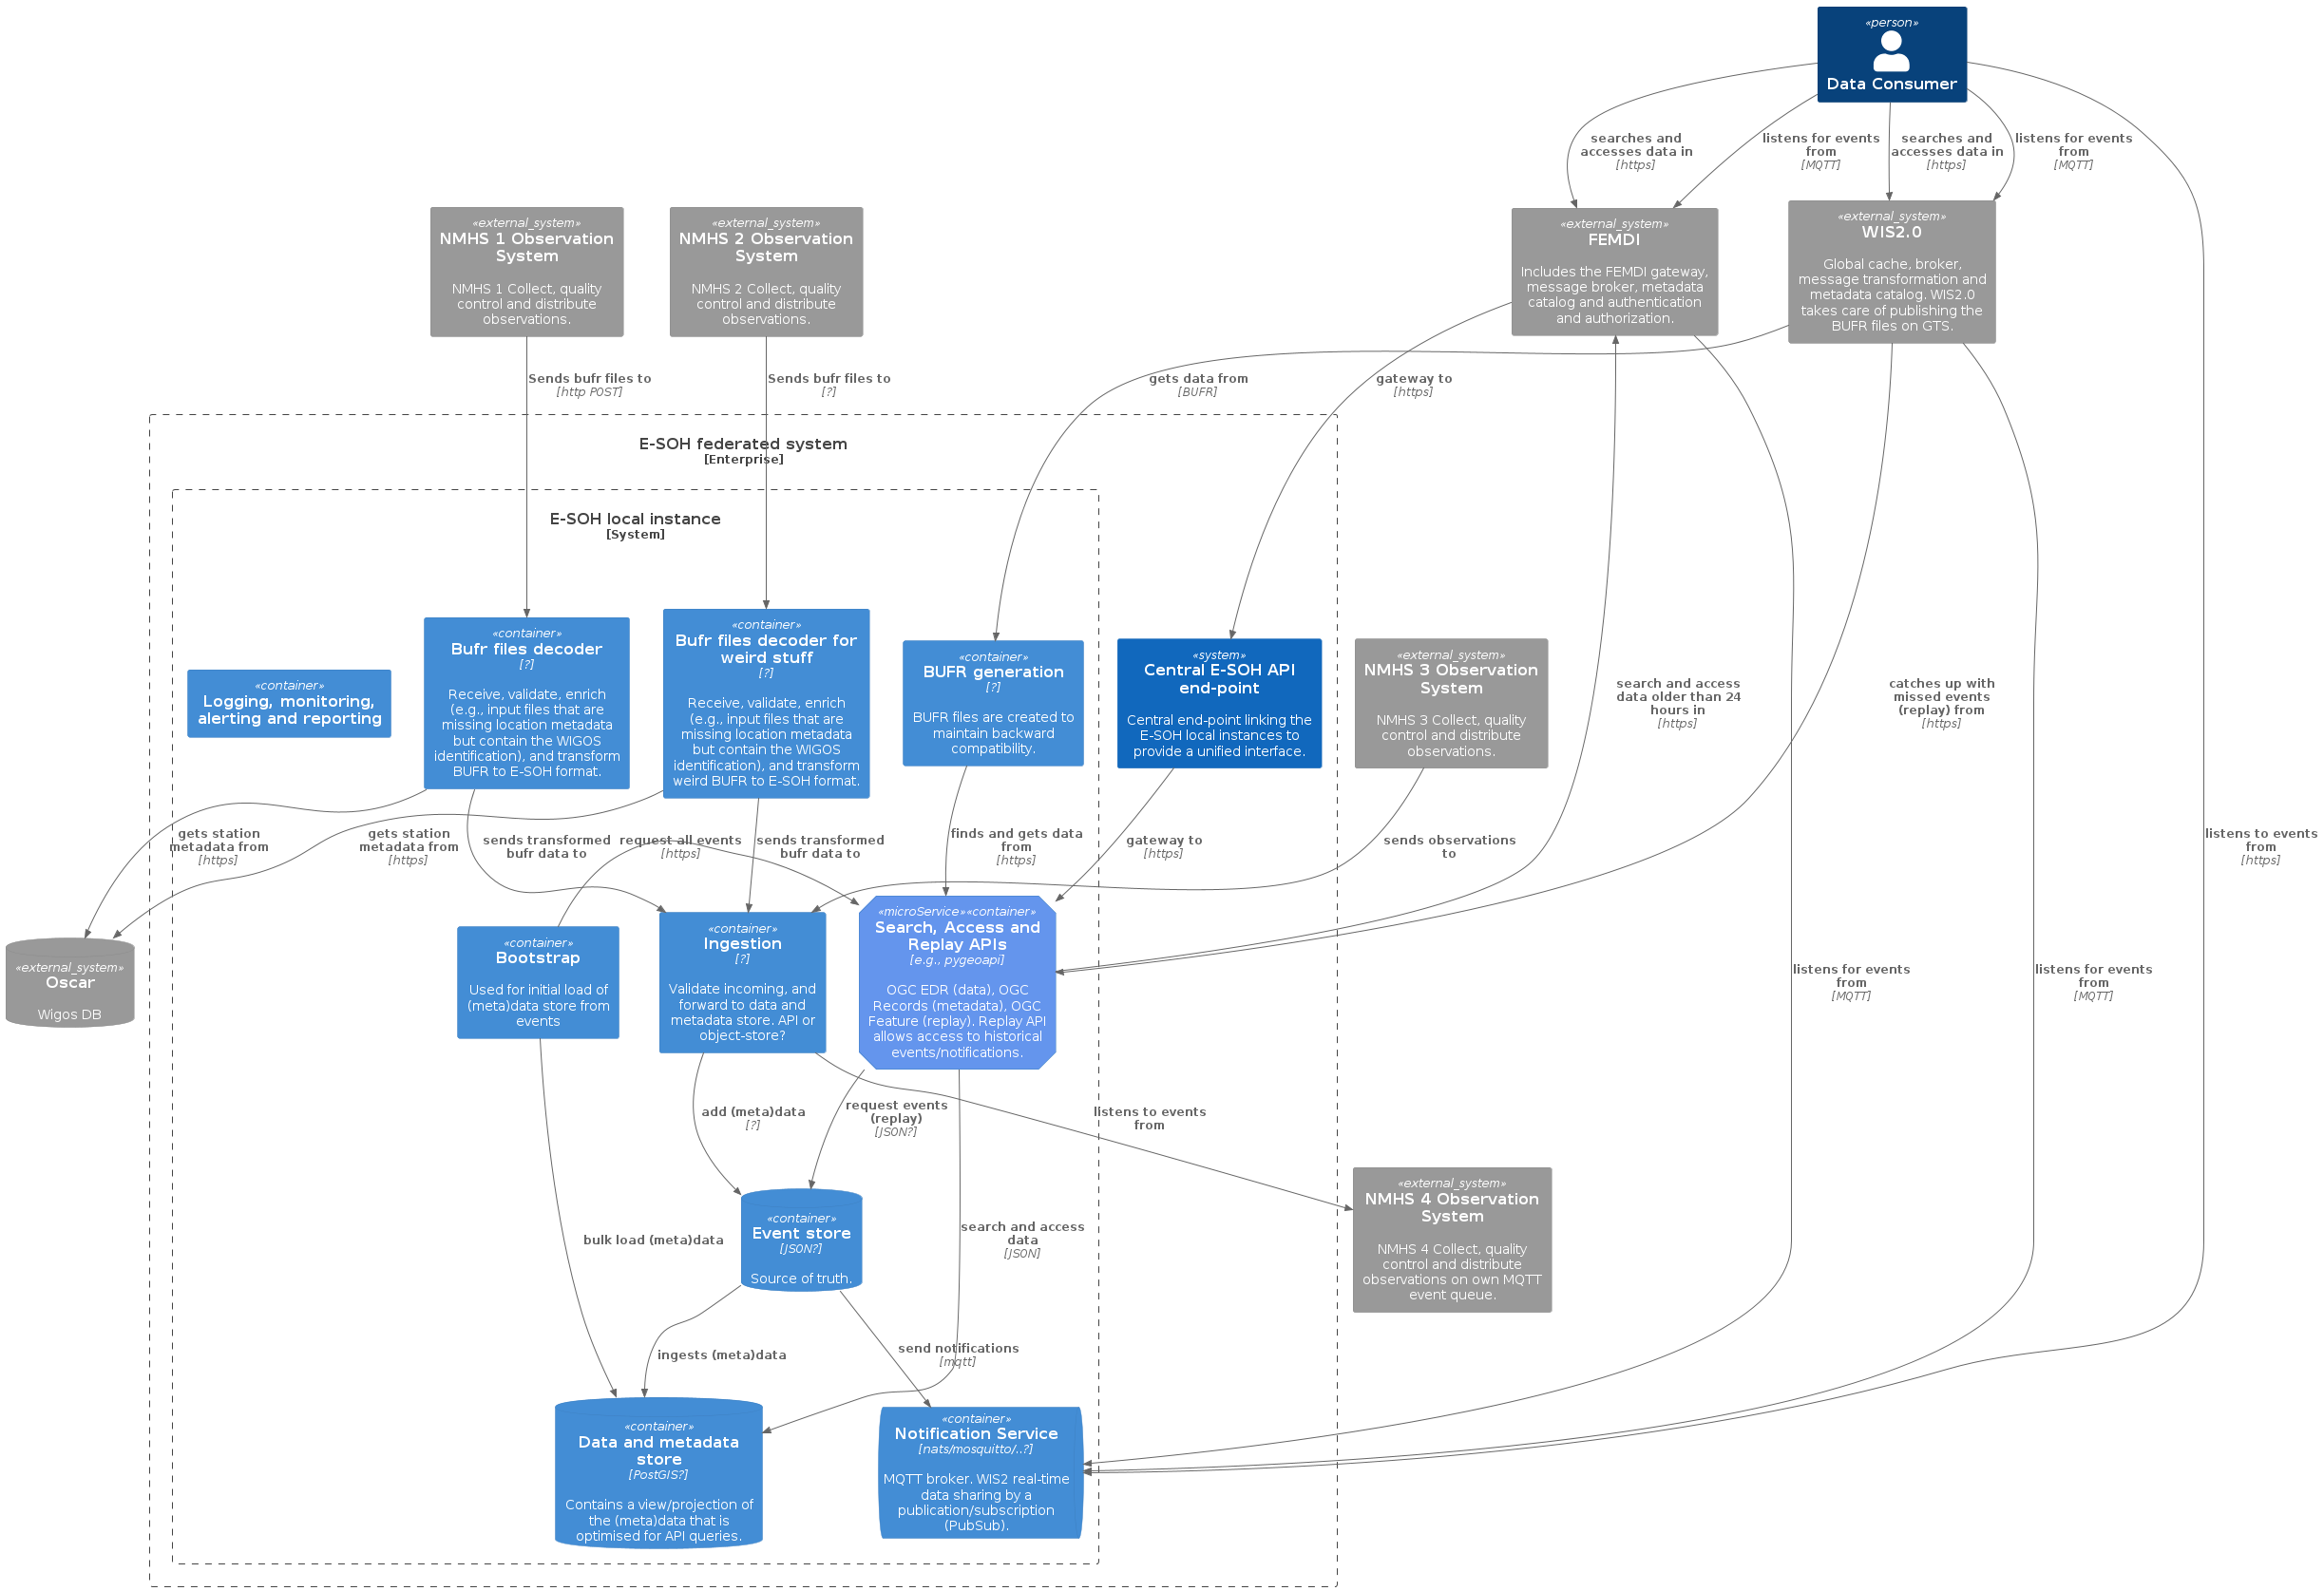 «person»
Data Consumer
searches and
accesses data in
[https]
listens for events
from
[MQTT]
searches and
accesses data in
[https]
listens for events
from
[MQTT]
«external_system»
NMHS 1 Observation
System
NMHS 1 Collect, quality
control and distribute
observations.
«external_system»
NMHS 2 Observation
System
NMHS 2 Collect, quality
control and distribute
observations.
«external_system»
FEMDI
Includes the FEMDI gateway,
message broker, metadata
catalog and authentication
and authorization.
«external_system»
WIS2.0
Global cache, broker,
message transformation and
metadata catalog. WIS2.0
takes care of publishing the
BUFR files on GTS.
Sends bufr files to
[http POST]
Sends bufr files to
[?]
gets data from
[BUFR]
gateway to
[https]
E-SOH federated system
[Enterprise]
E-SOH local instance
[System]
«container»
Logging, monitoring,
alerting and reporting
«container»
Bufr files decoder
[?]
Receive, validate, enrich
(e.g., input files that are
missing location metadata
but contain the WIGOS
identification), and transform
BUFR to E-SOH format.
«container»
Bufr files decoder for
weird stuff
[?]
Receive, validate, enrich
(e.g., input files that are
missing location metadata
but contain the WIGOS
identification), and transform
weird BUFR to E-SOH format.
«container»
BUFR generation
[?]
BUFR files are created to
maintain backward
compatibility.
«system»
Central E-SOH API
end-point
Central end-point linking the
E-SOH local instances to
provide a unified interface.
«external_system»
NMHS 3 Observation
System
NMHS 3 Collect, quality
control and distribute
observations.
search and access
data older than 24
hours in
[https]
catches up with
missed events
(replay) from
[https]
gets station
metadata from
[https]
gets station
metadata from
[https]
sends transformed
bufr data to
request all events
[https]
sends transformed
bufr data to
finds and gets data
from
[https]
gateway to
[https]
sends observations
to
listens to events
from
[https]
«external_system»
Oscar
Wigos DB
«container»
Bootstrap
Used for initial load of
(meta)data store from
events
«container»
Ingestion
[?]
Validate incoming, and
forward to data and
metadata store. API or
object-store?
«microService»«container»
Search, Access and
Replay APIs
[e.g., pygeoapi]
OGC EDR (data), OGC
Records (metadata), OGC
Feature (replay). Replay API
allows access to historical
events/notifications.
listens for events
from
[MQTT]
listens for events
from
[MQTT]
add (meta)data
[?]
request events
(replay)
[JSON?]
listens to events
from
«container»
Event store
[JSON?]
Source of truth.
bulk load (meta)data
search and access
data
[JSON]
«external_system»
NMHS 4 Observation
System
NMHS 4 Collect, quality
control and distribute
observations on own MQTT
event queue.
ingests (meta)data
send notifications
[mqtt]
«container»
Data and metadata
store
[PostGIS?]
Contains a view/projection of
the (meta)data that is
optimised for API queries.
«container»
Notification Service
[nats/mosquitto/..?]
MQTT broker. WIS2 real-time
data sharing by a
publication/subscription
(PubSub).